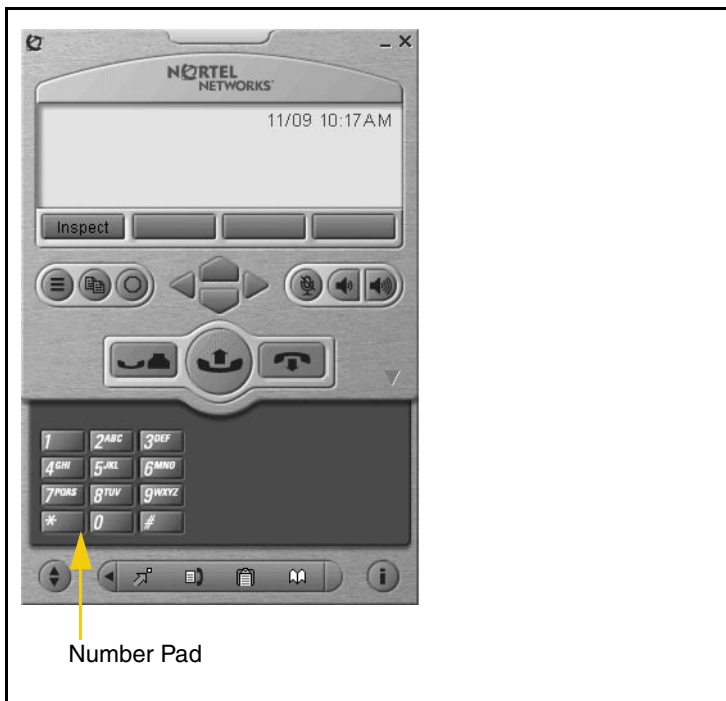 NORTEL
NETWORKS
11/09 10:17AM
Inspect
1 2ABC 3DEF
4GHI 5JKL 6MNO
7PQRS 8TUV 9WXYZ
* 0 #
i
Number Pad